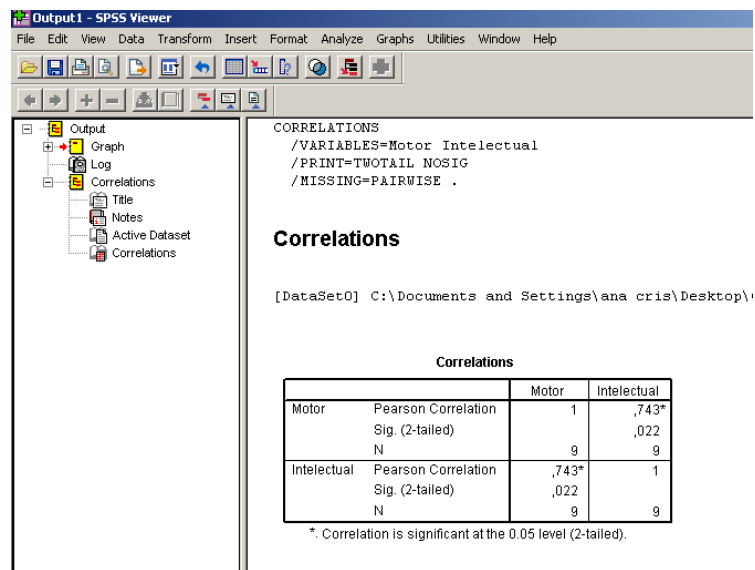 Output1 - SPSS Viewer
File Edit View Data Transform Insert Format Analyze Graphs Utilities Window Help
Output
Graph
Log
Correlations
Title
Notes
Active Dataset
Correlations
CORRELATIONS
/VARIABLES=Motor Intelectual
/PRINT=TWOTAIL NOSIG
/MISSING=PAIRWISE .
Correlations
[DataSet0] C:\Documents and Settings\ana cris\Desktop\
Correlations
Motor Intelectual
Motor Pearson Correlation 1 ,743*
Sig. (2-tailed) ,022
N 9 9
Intelectual Pearson Correlation ,743* 1
Sig. (2-tailed) ,022
N 9 9
*. Correlation is significant at the 0.05 level (2-tailed).